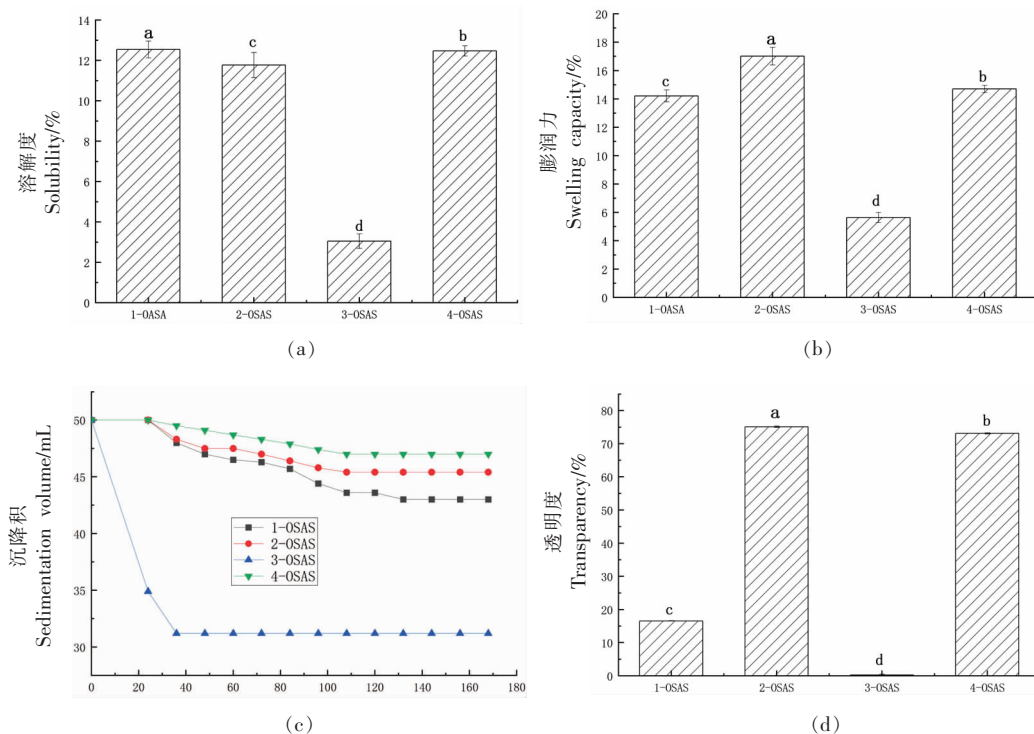 溶解度
Solubility/%
14
12
10
8
6
4
2
0
a
c
d
b
1-OASA 2-OSAS 3-OSAS 4-OSAS
(a)
膨润力
Swelling capacity/%
20
18
16
14
12
10
8
6
4
2
0
c
a
d
b
1-OASA 2-OSAS 3-OSAS 4-OSAS
(b)
沉降积
Sedimentation volume/mL
50
45
43
35
30
1-OSAS
2-OSAS
3-OSAS
4-OSAS
0 20 40 60 80 100 120 140 160 180
(c)
透明度
Transparency/%
80
70
60
50
40
30
20
10
0
c
a
d
b
1-OSAS 2-OSAS 3-OSAS 4-OSAS
(d)